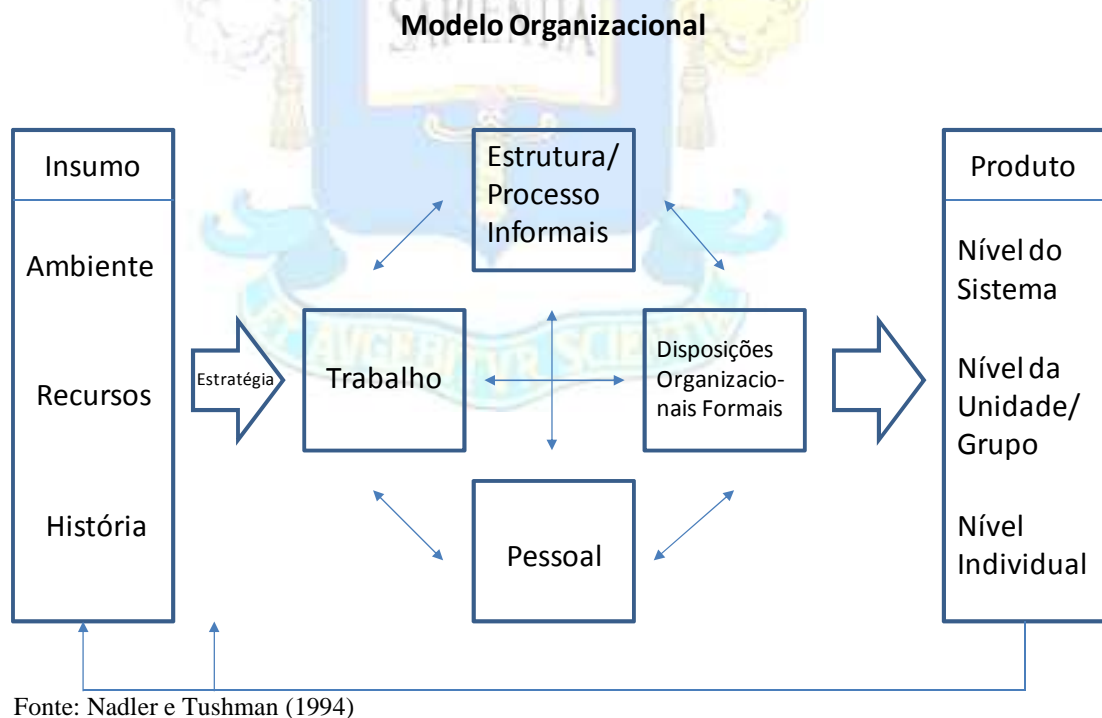 SAPIENTIA
Modelo Organizacional
Insumo
Ambiente
Recursos
História
Estratégia
Estrutura/
Processo
Informais
Trabalho
Disposições
Organizacio-
nais Formais
Pessoal
Produto
Nível do
Sistema
Nível da
Unidade/
Grupo
Nível
Individual
Fonte: Nadler e Tushman (1994)